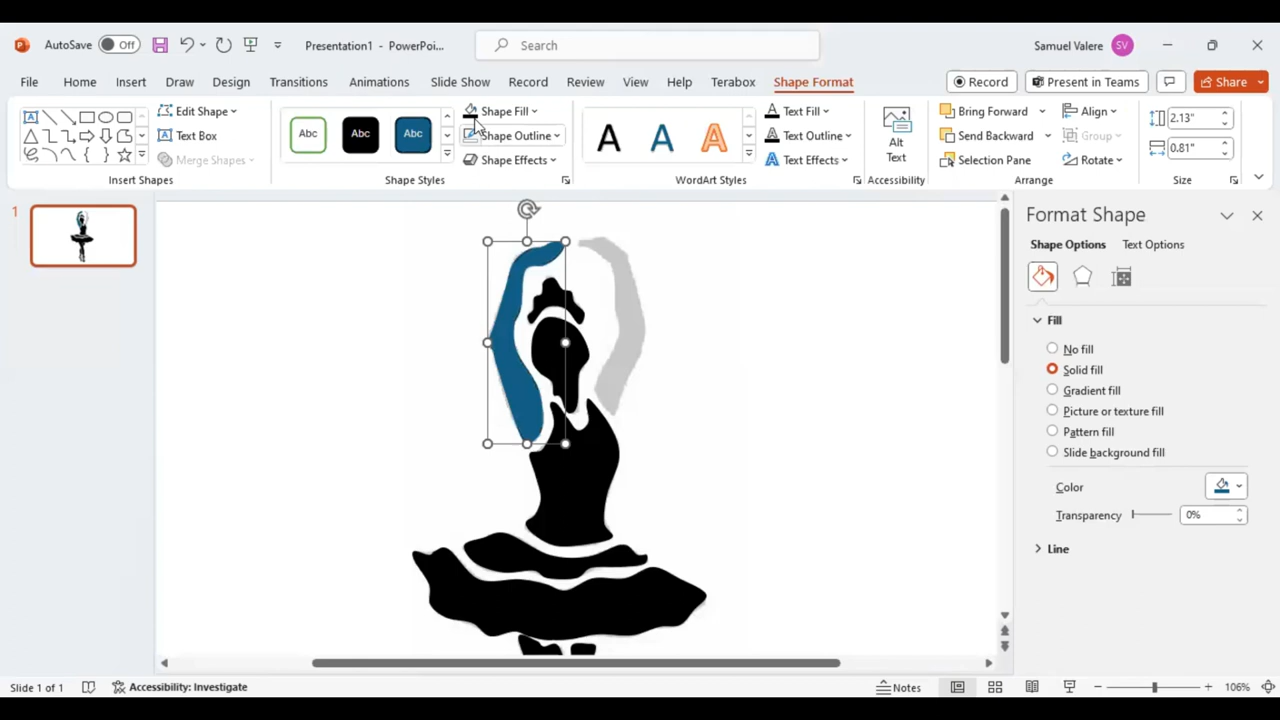 AutoSave Off Presentation1 - PowerPoi... Search Samuel Valere SV
File Home Insert Draw Design Transitions Animations Slide Show Record Review View Help Terabox Shape Format Record Present in Teams Share
Edit Shape Abc Abc Abc Shape Fill A A A Text Fill Alt Text Bring Forward Align 2.13"
Text Box Shape Outline Text Outline Send Backward Group 0.81"
Merge Shapes Shape Effects Text Effects Selection Pane Rotate
Insert Shapes Shape Styles WordArt Styles Accessibility Arrange Size
1
Format Shape
Shape Options Text Options
Fill
No fill
Solid fill
Gradient fill
Picture or texture fill
Pattern fill
Slide background fill
Color
Transparency 0%
Line
Slide 1 of 1 Accessibility: Investigate Notes 106%